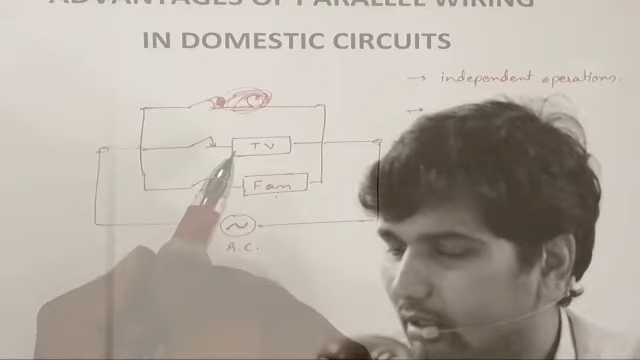 ADVANTAGES OF PARALLEL WIRING
IN DOMESTIC CIRCUITS
→ independent operations.
→
TV
Fan
A.C.